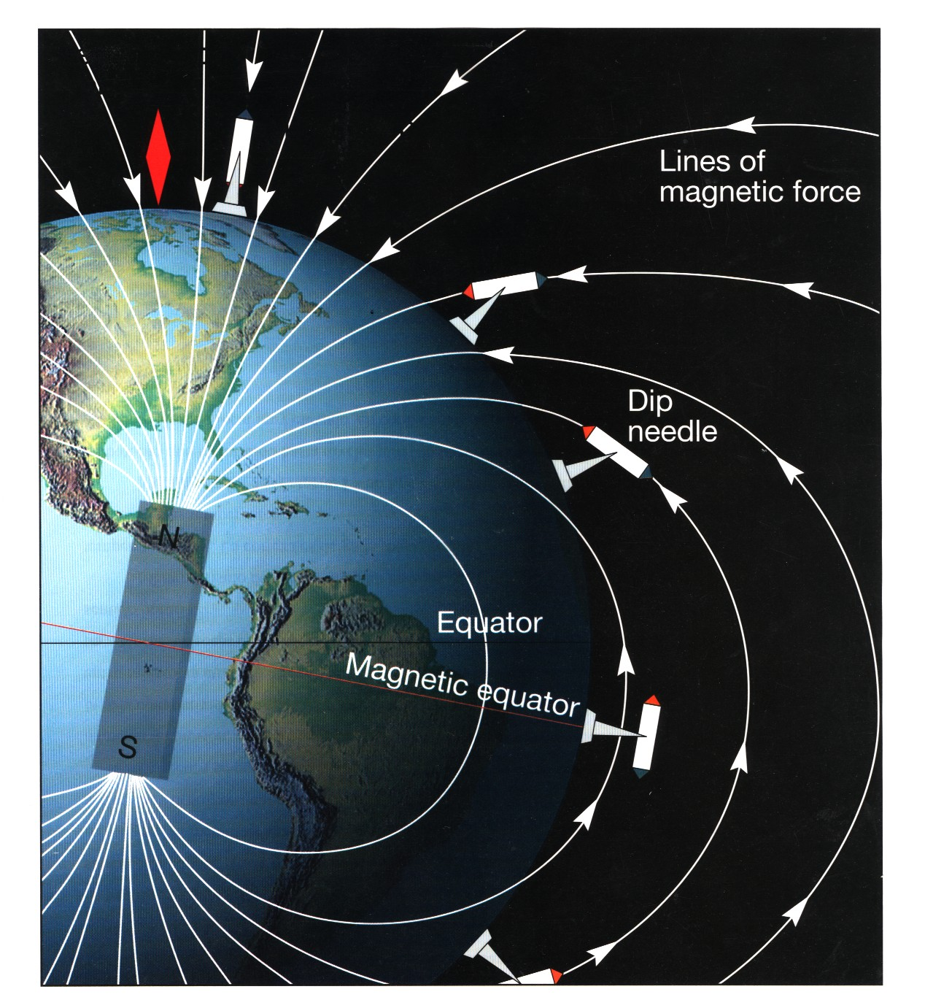 Lines of
magnetic force
Dip
needle
N
Equator
Magnetic equator
S